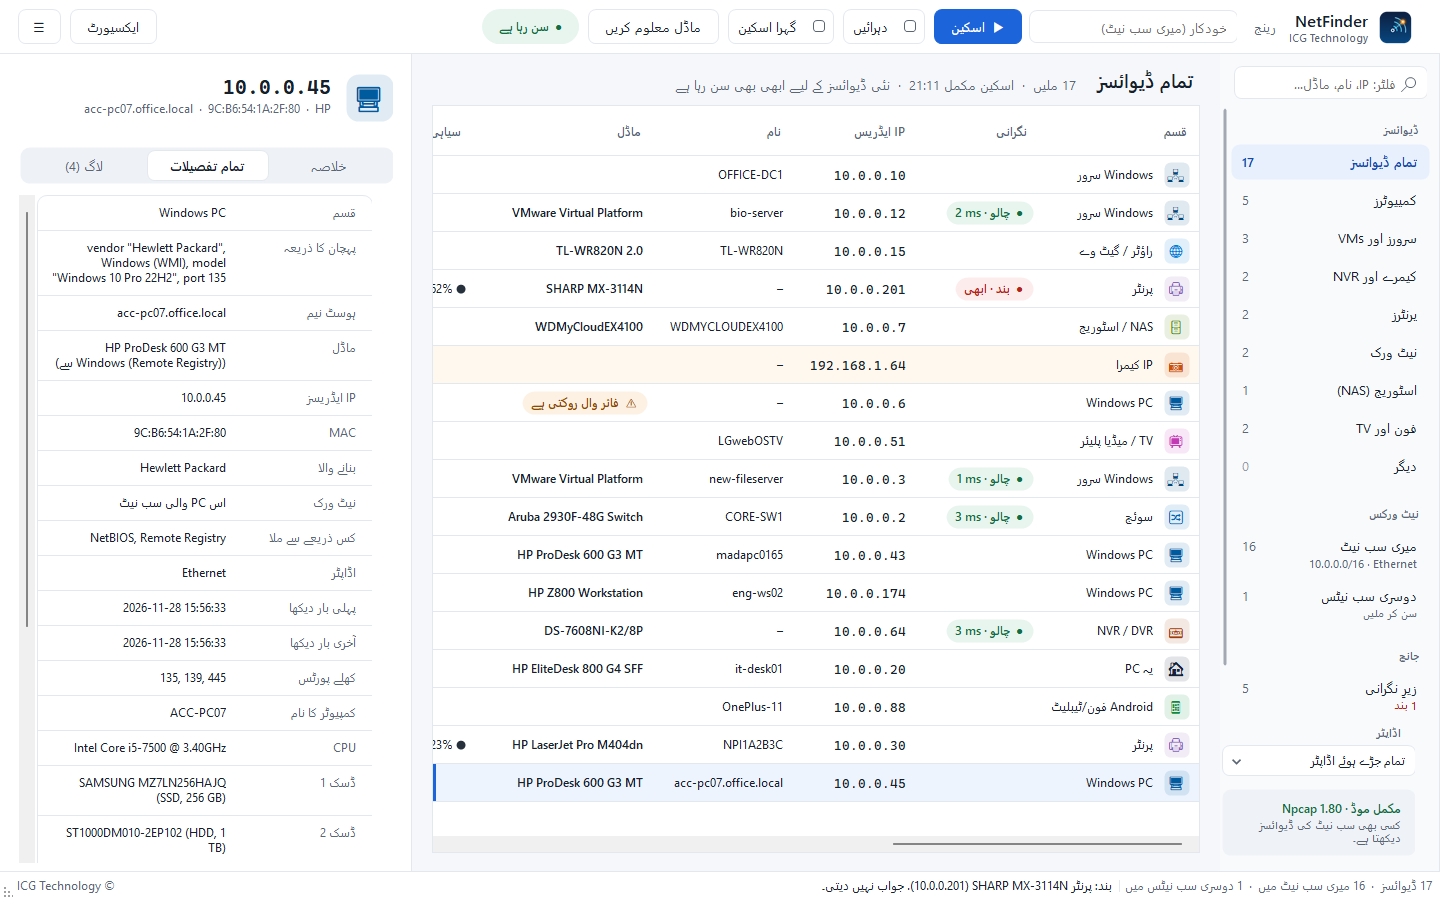 NetFinder
ICG Technology
رینج
خودکار (میری سب نیٹ)
▶ اسکین
دہرائیں
گہرا اسکین
ماڈل معلوم کریں
● سن رہا ہے
ایکسپورٹ
☰
فلٹر: IP، نام، ماڈل...
ڈیوائسز
تمام ڈیوائسز 17
کمپیوٹرز 5
سرورز اور VMs 3
کیمرے اور NVR 2
پرنٹرز 2
نیٹ ورک 2
اسٹوریج (NAS) 1
فون اور TV 2
دیگر 0
نیٹ ورکس
میری سب نیٹ 16
10.0.0.0/16 · Ethernet
دوسری سب نیٹس 1
سن کر ملیں
جانچ
زیرِ نگرانی 5
1 بند
اڈاپٹر
تمام جڑے ہوئے اڈاپٹر
مکمل موڈ · Npcap 1.80
کسی بھی سب نیٹ کی ڈیوائسز دیکھتا ہے۔
تمام ڈیوائسز
17 ملیں · اسکین مکمل 21:11 · نئی ڈیوائسز کے لیے ابھی بھی سن رہا ہے
قسم نگرانی IP ایڈریس نام ماڈل سیاہی
Windows سرور 10.0.0.10 OFFICE-DC1
Windows سرور ● چالو · 2 ms 10.0.0.12 bio-server VMware Virtual Platform
راؤٹر / گیٹ وے 10.0.0.15 TL-WR820N TL-WR820N 2.0
پرنٹر ● بند · ابھی 10.0.0.201 – SHARP MX-3114N ● 52%
NAS / اسٹوریج 10.0.0.7 WDMYCLOUDEX4100 WDMyCloudEX4100
IP کیمرا 192.168.1.64 –
Windows PC 10.0.0.6 – ⚠ فائر وال روکتی ہے
TV / میڈیا پلیئر 10.0.0.51 LGwebOSTV
Windows سرور ● چالو · 1 ms 10.0.0.3 new-fileserver VMware Virtual Platform
سوئچ ● چالو · 3 ms 10.0.0.2 CORE-SW1 Aruba 2930F-48G Switch
Windows PC 10.0.0.43 madapc0165 HP ProDesk 600 G3 MT
Windows PC 10.0.0.174 eng-ws02 HP Z800 Workstation
NVR / DVR ● چالو · 3 ms 10.0.0.64 – DS-7608NI-K2/8P
یہ PC 10.0.0.20 it-desk01 HP EliteDesk 800 G4 SFF
Android فون/ٹیبلیٹ 10.0.0.88 OnePlus-11
پرنٹر 10.0.0.30 NPI1A2B3C HP LaserJet Pro M404dn ● 23%
Windows PC 10.0.0.45 acc-pc07.office.local HP ProDesk 600 G3 MT
10.0.0.45
acc-pc07.office.local · 9C:B6:54:1A:2F:80 · HP
خلاصہ
تمام تفصیلات
لاگ (4)
قسم Windows PC
پہچان کا ذریعہ vendor "Hewlett Packard",
Windows (WMI), model
"Windows 10 Pro 22H2", port 135
ہوسٹ نیم acc-pc07.office.local
ماڈل HP ProDesk 600 G3 MT
(Windows (Remote Registry) سے)
IP ایڈریسز 10.0.0.45
MAC 9C:B6:54:1A:2F:80
بنانے والا Hewlett Packard
نیٹ ورک اس PC والی سب نیٹ
کس ذریعے سے ملا NetBIOS, Remote Registry
اڈاپٹر Ethernet
پہلی بار دیکھا 2026-11-28 15:56:33
آخری بار دیکھا 2026-11-28 15:56:33
کھلے پورٹس 135, 139, 445
کمپیوٹر کا نام ACC-PC07
CPU Intel Core i5-7500 @ 3.40GHz
ڈسک 1 SAMSUNG MZ7LN256HAJQ
(SSD, 256 GB)
ڈسک 2 ST1000DM010-2EP102 (HDD, 1
TB)
17 ڈیوائسز · 16 میری سب نیٹ میں · 1 دوسری سب نیٹس میں
بند: پرنٹر SHARP MX-3114N (10.0.0.201)، جواب نہیں دیتی۔
ICG Technology ©